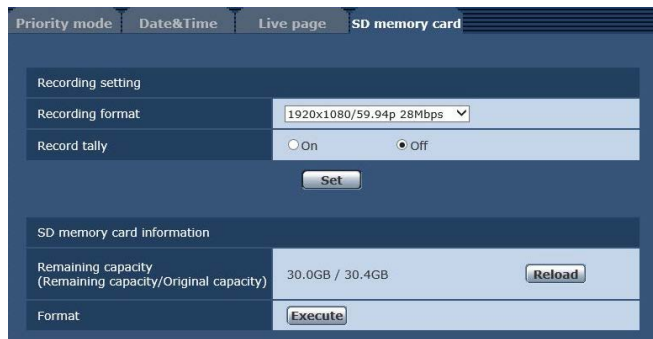 Priority mode Date&Time Live page SD memory card
Recording setting
Recording format 1920x1080/59.94p 28Mbps
Record tally On Off
Set
SD memory card information
Remaining capacity
(Remaining capacity/Original capacity) 30.0GB / 30.4GB Reload
Format Execute